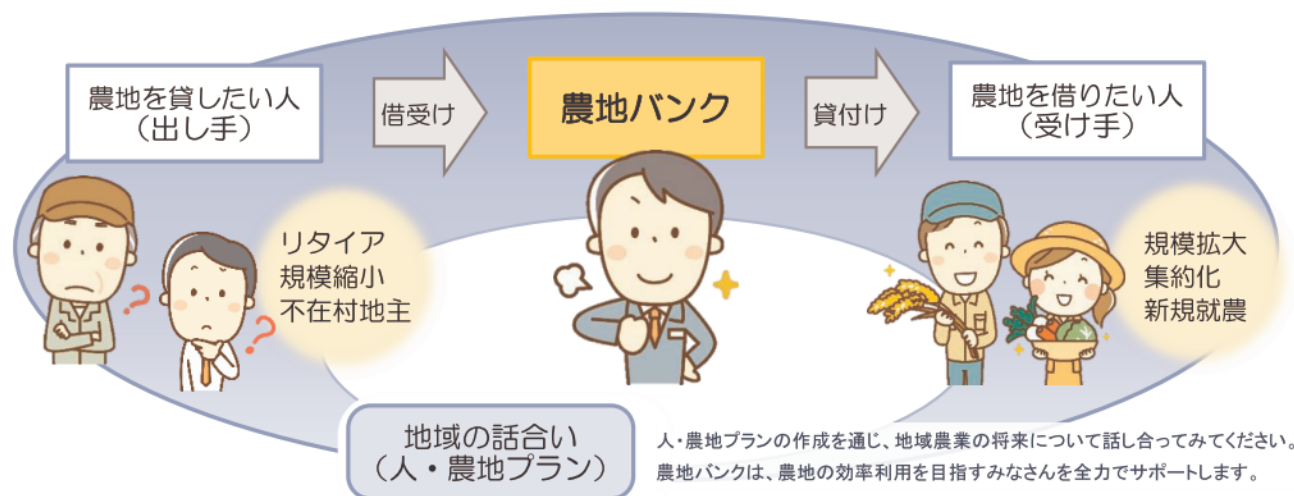 農地を貸したい人
(出し手)
借受け
農地バンク
貸付け
農地を借りたい人
(受け手)
リタイア
規模縮小
不在村地主
規模拡大
集約化
新規就農
地域の話合い
(人・農地プラン)
人・農地プランの作成を通じ、地域農業の将来について話し合ってみてください。
農地バンクは、農地の効率利用を目指すみなさんを全力でサポートします。